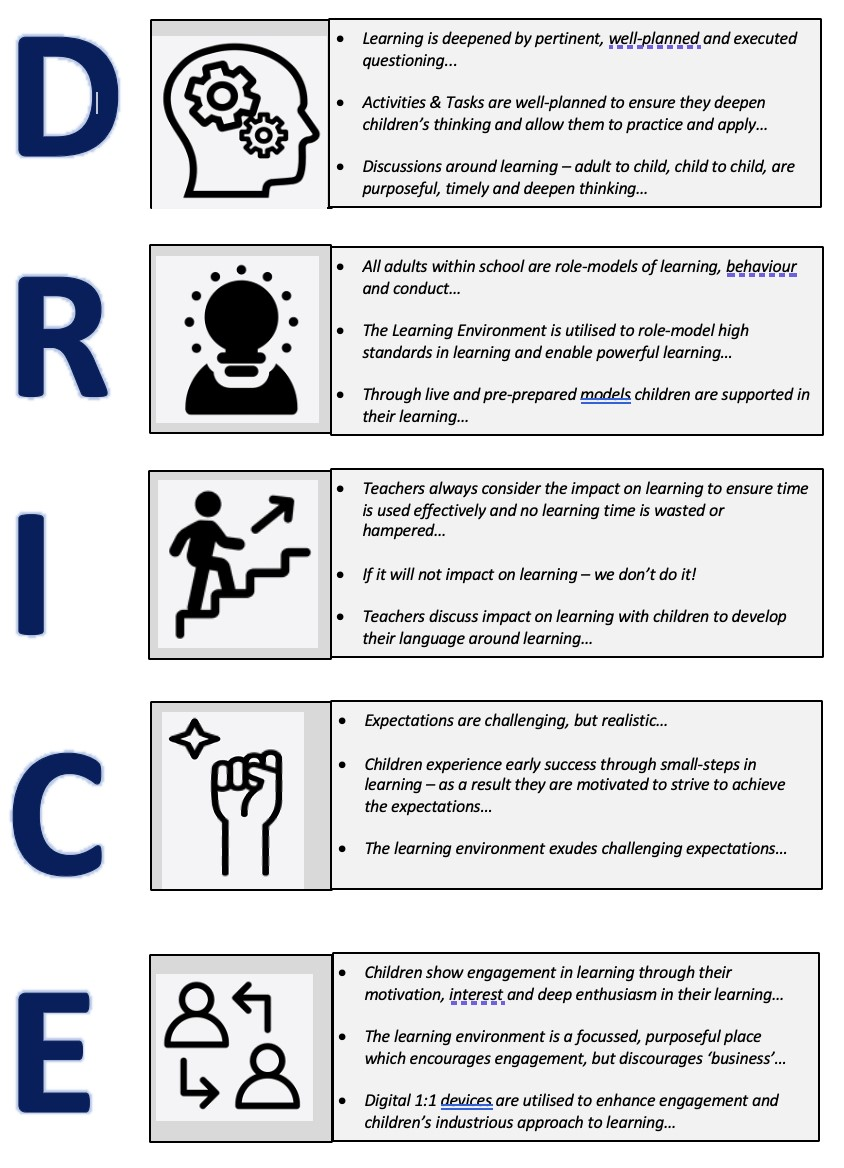 D
• Learning is deepened by pertinent, well-planned and executed
questioning...
• Activities & Tasks are well-planned to ensure they deepen
children’s thinking and allow them to practice and apply...
• Discussions around learning – adult to child, child to child, are
purposeful, timely and deepen thinking...
R
• All adults within school are role-models of learning, behaviour
and conduct...
• The Learning Environment is utilised to role-model high
standards in learning and enable powerful learning...
• Through live and pre-prepared models children are supported in
their learning...
I
• Teachers always consider the impact on learning to ensure time
is used effectively and no learning time is wasted or
hampered...
• If it will not impact on learning – we don’t do it!
• Teachers discuss impact on learning with children to develop
their language around learning...
C
• Expectations are challenging, but realistic...
• Children experience early success through small-steps in
learning – as a result they are motivated to strive to achieve
the expectations...
• The learning environment exudes challenging expectations...
E
• Children show engagement in learning through their
motivation, interest and deep enthusiasm in their learning...
• The learning environment is a focussed, purposeful place
which encourages engagement, but discourages ‘business’...
• Digital 1:1 devices are utilised to enhance engagement and
children’s industrious approach to learning...